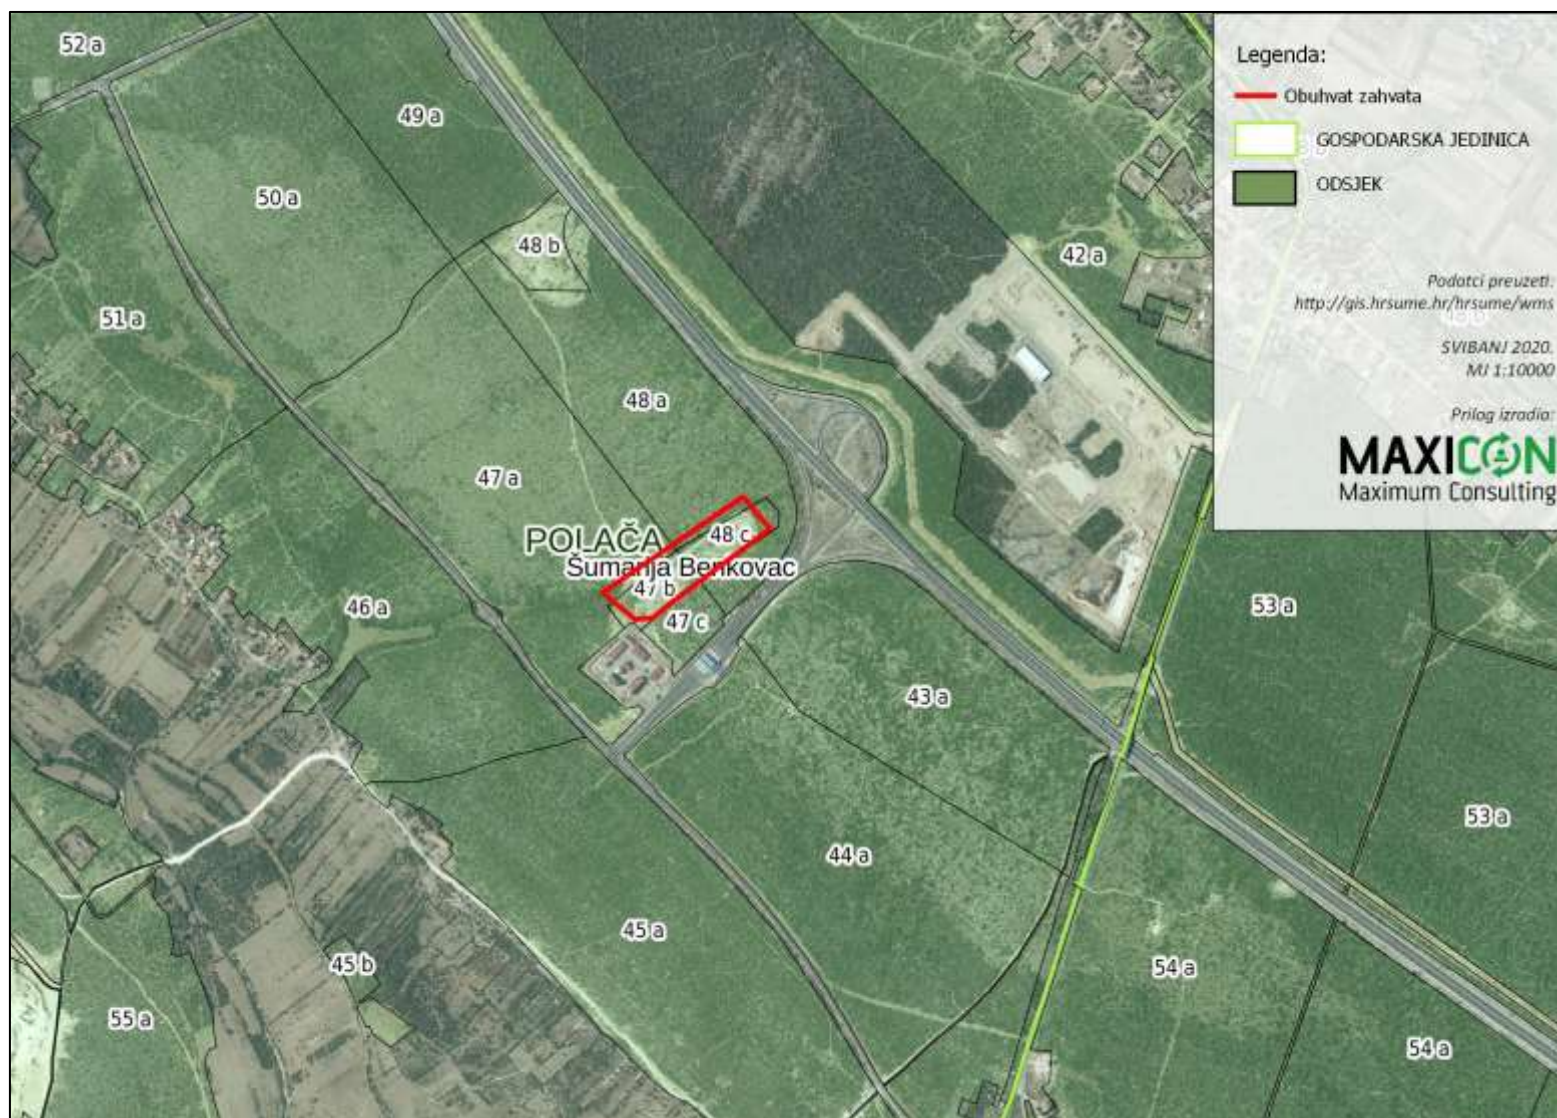 52 a
49 a
50 a
48 b
42 a
51 a
48 a
47 a
48 c
POLAČA
Šumarija Benkovac
47 b
47 c
46 a
53 a
43 a
53 a
44 a
45 a
45 b
54 a
55 a
54 a
Legenda:
Obuhvat zahvata
GOSPODARSKA JEDINICA
ODSJEK
Podatci preuzeti:
http://gis.hrsume.hr/hrsume/wms
SVIBANJ 2020.
MJ 1:10000
Prilog izradio:
MAXICON
Maximum Consulting